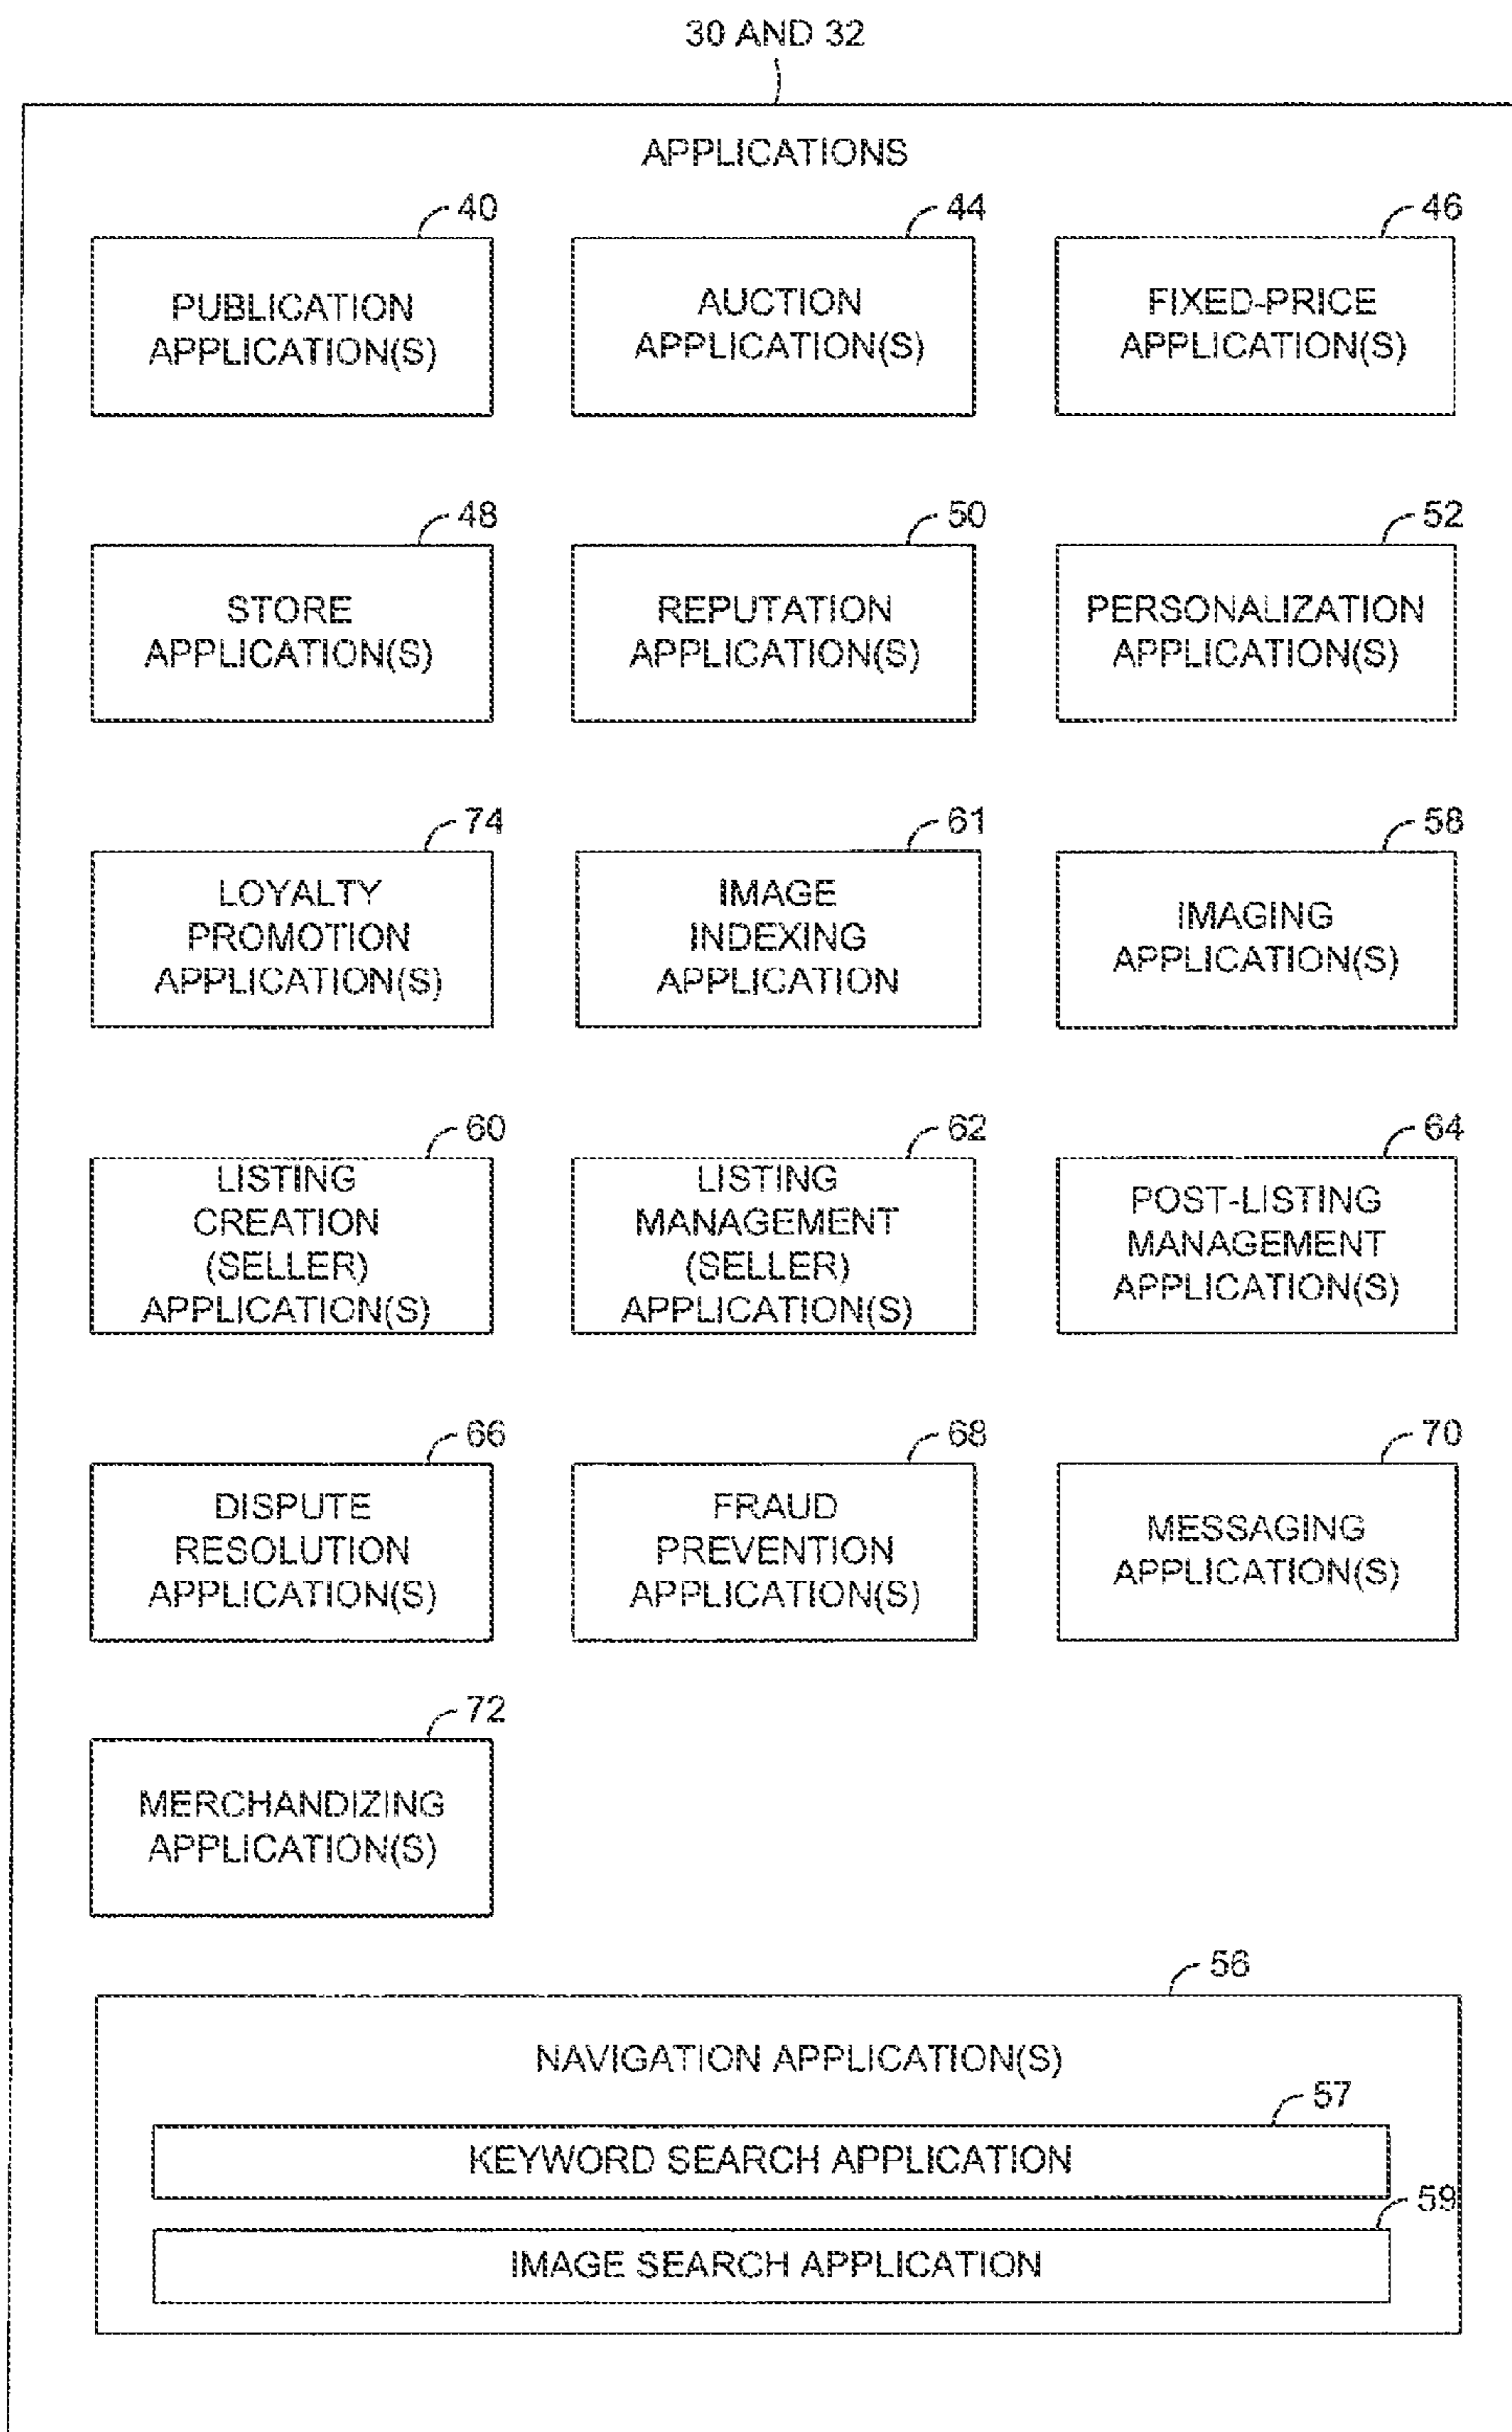 30 AND 32
APPLICATIONS
40
PUBLICATION
APPLICATION(S)
44
AUCTION
APPLICATION(S)
46
FIXED-PRICE
APPLICATION(S)
48
STORE
APPLICATION(S)
50
REPUTATION
APPLICATION(S)
52
PERSONALIZATION
APPLICATION(S)
74
LOYALTY
PROMOTION
APPLICATION(S)
61
IMAGE
INDEXING
APPLICATION
58
IMAGING
APPLICATION(S)
60
LISTING
CREATION
(SELLER)
APPLICATION(S)
62
LISTING
MANAGEMENT
(SELLER)
APPLICATION(S)
64
POST-LISTING
MANAGEMENT
APPLICATION(S)
66
DISPUTE
RESOLUTION
APPLICATION(S)
68
FRAUD
PREVENTION
APPLICATION(S)
70
MESSAGING
APPLICATION(S)
72
MERCHANDIZING
APPLICATION(S)
56
NAVIGATION APPLICATION(S)
57
KEYWORD SEARCH APPLICATION
59
IMAGE SEARCH APPLICATION